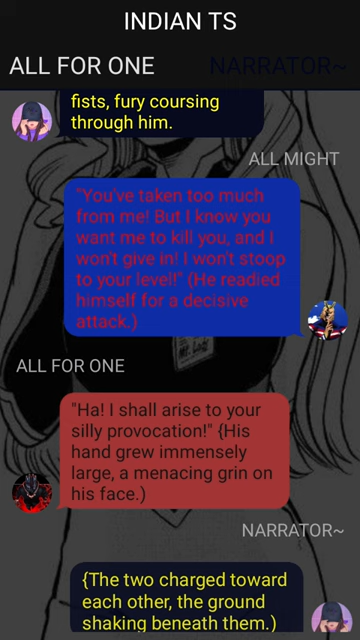 INDIAN TS
ALL FOR ONE
NARRATOR~
fists, fury coursing
through him.
ALL MIGHT
"You've taken too much
from me! But I know you
want me to kill you, and I
won't give in! I won't stoop
to your level!" (He readied
himself for a decisive
attack.)
ALL FOR ONE
"Ha! I shall arise to your
silly provocation!" {His
hand grew immensely
large, a menacing grin on
his face.)
NARRATOR~
{The two charged toward
each other, the ground
shaking beneath them.)